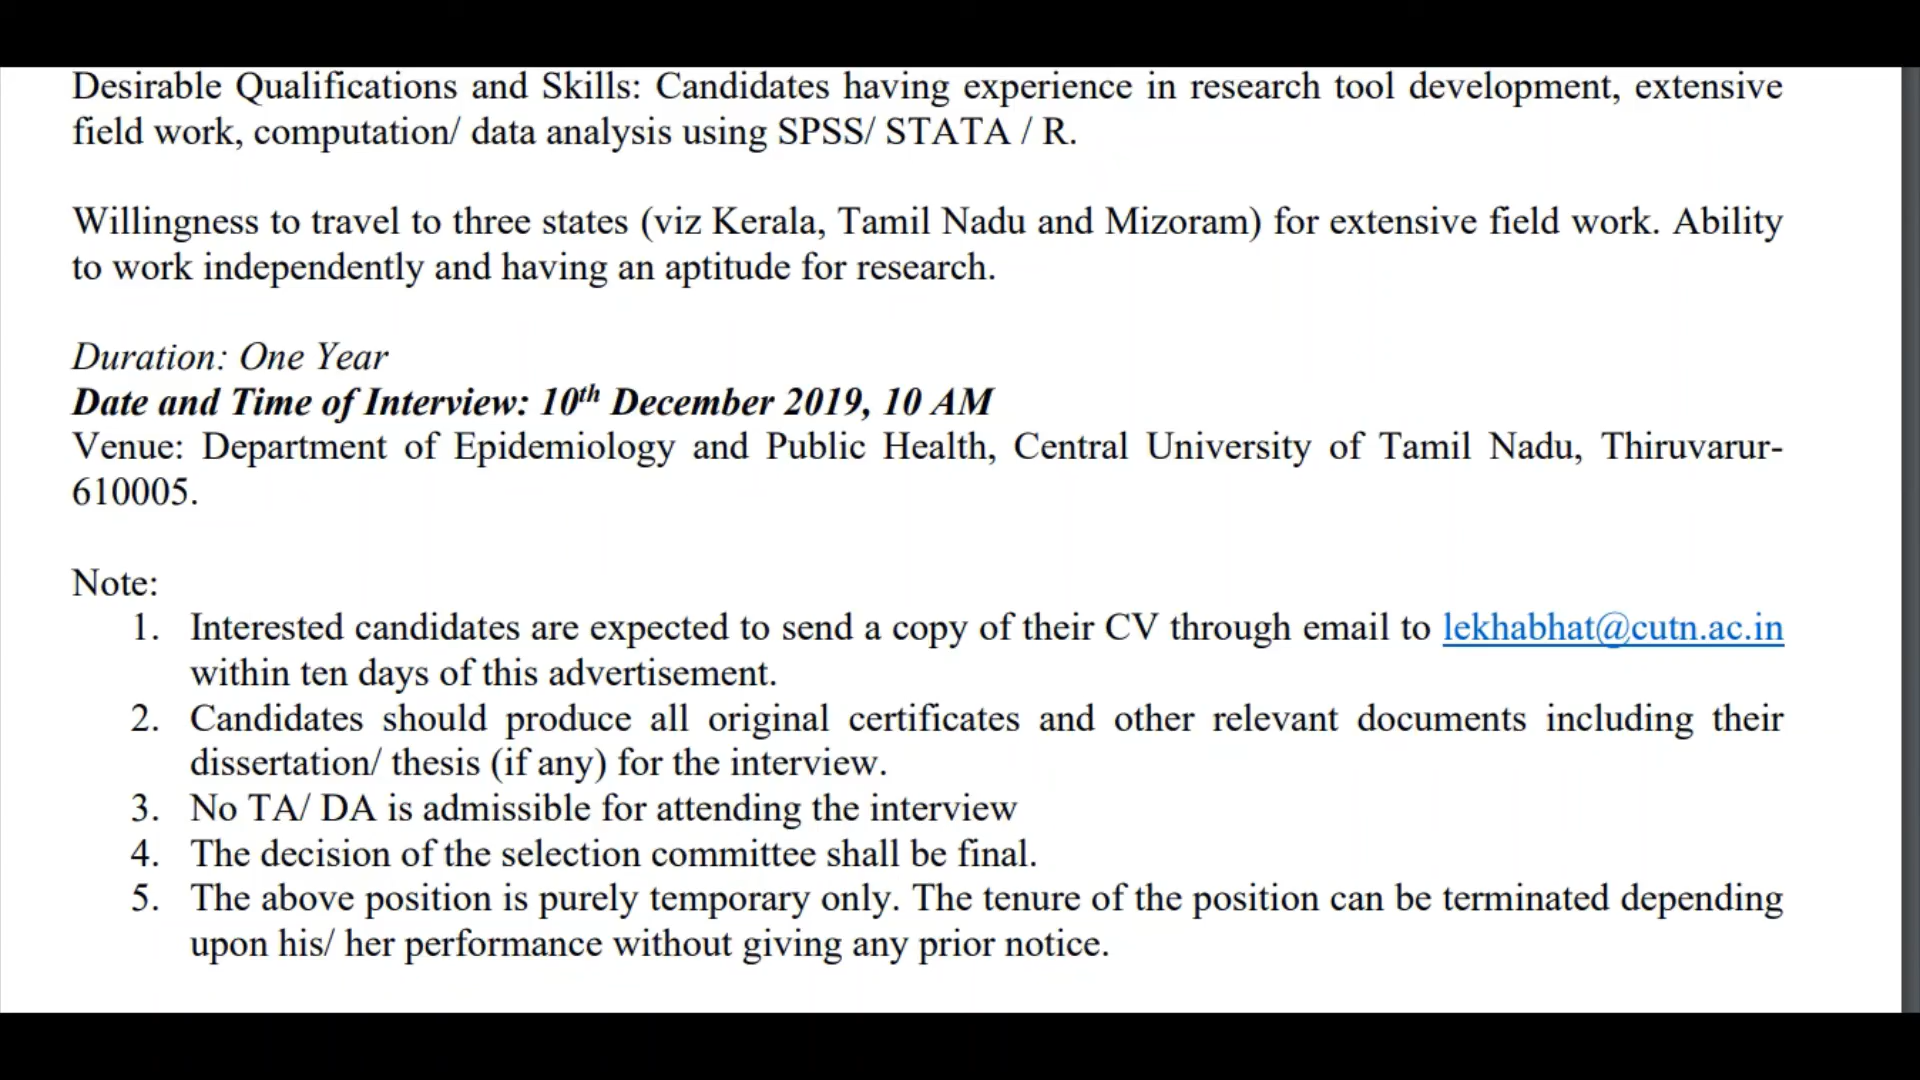 Desirable Qualifications and Skills: Candidates having experience in research tool development, extensive
field work, computation/ data analysis using SPSS/ STATA / R.
Willingness to travel to three states (viz Kerala, Tamil Nadu and Mizoram) for extensive field work. Ability
to work independently and having an aptitude for research.
Duration: One Year
Date and Time of Interview: 10th December 2019, 10 AM
Venue: Department of Epidemiology and Public Health, Central University of Tamil Nadu, Thiruvarur-
610005.
Note:
1. Interested candidates are expected to send a copy of their CV through email to lekhabhat@cutn.ac.in
within ten days of this advertisement.
2. Candidates should produce all original certificates and other relevant documents including their
dissertation/ thesis (if any) for the interview.
3. No TA/ DA is admissible for attending the interview
4. The decision of the selection committee shall be final.
5. The above position is purely temporary only. The tenure of the position can be terminated depending
upon his/ her performance without giving any prior notice.